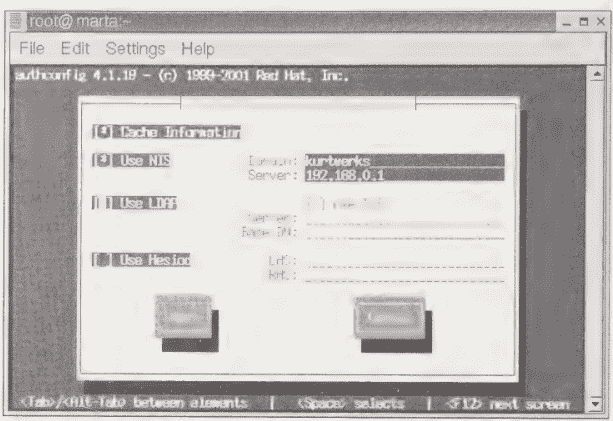 root@marta:~
File Edit Settings Help
authconfig 4.1.19 - (c) 1999-2001 Red Hat, Inc.
[*] Cache Information
[*] Use NIS Domain: kurtwerks
Server: 192.168.0.1
[ ] Use LDAP [ ] Use
Server:
Base DN:
[ ] Use Hesiod LHS:
RHS:
<Tab>/<Alt-Tab> between elements | <Space> selects | <F12> next screen